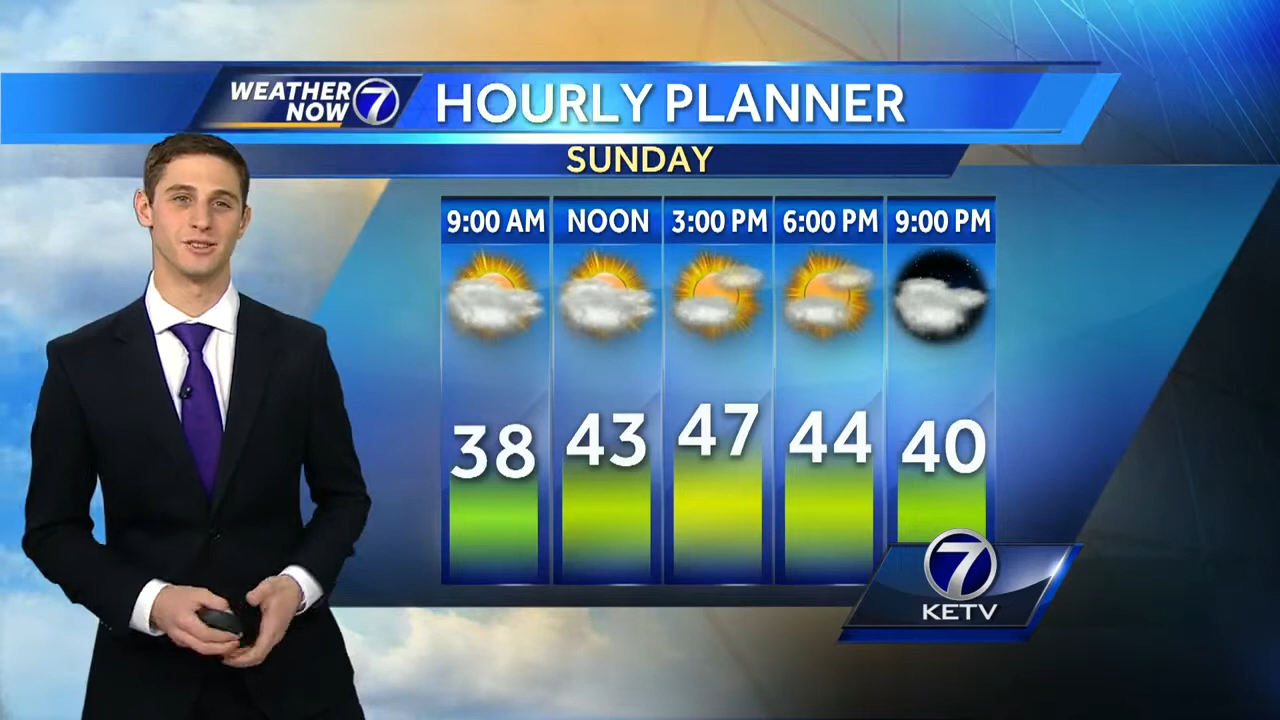 WEATHER
NOW 7
HOURLY PLANNER
SUNDAY
9:00 AM NOON 3:00 PM 6:00 PM 9:00 PM
38 43 47 44 40
7
KETV